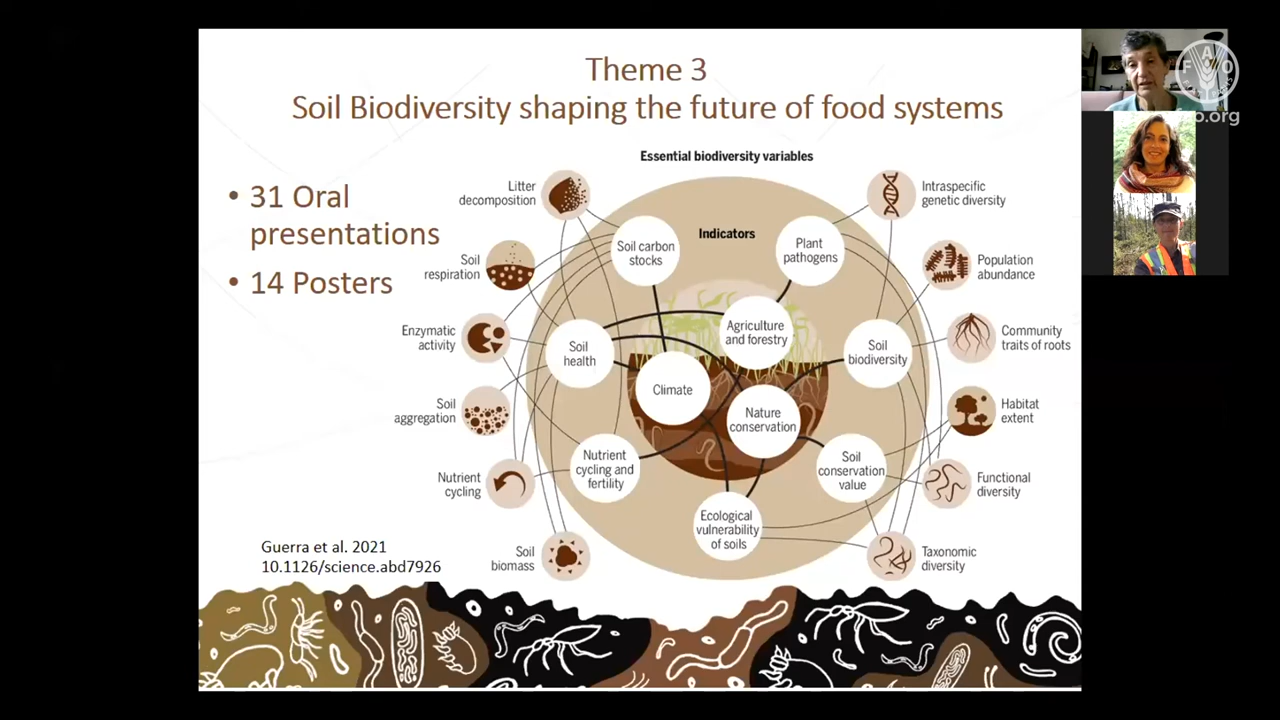 Theme 3
Soil Biodiversity shaping the future of food systems
• 31 Oral
presentations
• 14 Posters
Essential biodiversity variables
Indicators
Litter
decomposition
Soil
respiration
Enzymatic
activity
Soil
aggregation
Nutrient
cycling
Soil
biomass
Soil carbon
stocks
Plant
pathogens
Agriculture
and forestry
Soil
health
Soil
biodiversity
Climate
Nature
conservation
Nutrient
cycling and
fertility
Soil
conservation
value
Ecological
vulnerability
of soils
Intraspecific
genetic diversity
Population
abundance
Community
traits of roots
Habitat
extent
Functional
diversity
Taxonomic
diversity
Guerra et al. 2021
10.1126/science.abd7926
F A O
o.org